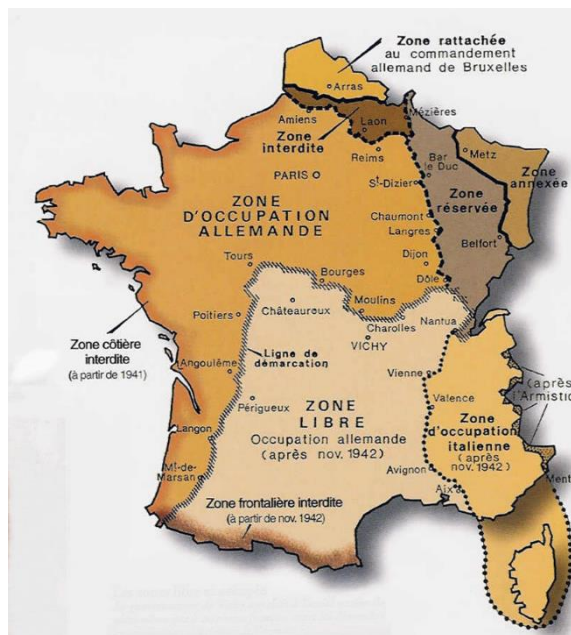 Zone rattachée
au commandement
allemand de Bruxelles
Arras
Amiens
Laon
Mézières
Zone
interdite
Reims
Bar
le Duc
Metz
Zone
annexée
PARIS
St-Dizier
ZONE
D'OCCUPATION
ALLEMANDE
Zone
réservée
Chaumont
Langres
Belfort
Dijon
Tours
Bourges
Dôle
Poitiers
Châteauroux
Moulins
Charolles
Nantua
VICHY
Zone côtière
interdite
(à partir de 1941)
Ligne de
démarcation
Angoulême
Vienne
(après
l'Armistic
Périgueux
Valence
ZONE
LIBRE
Occupation allemande
(après nov. 1942)
Zone
d'occupation
italienne
(après
nov. 1942)
Langon
Mt-de-
Marsan
Avignon
Aix
Ment
Zone frontalière interdite
(à partir de nov. 1942)